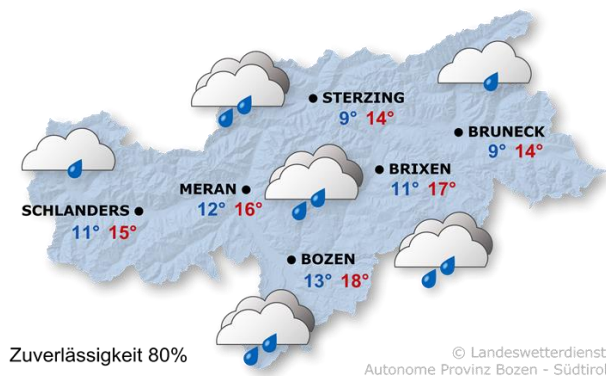 STERZING
9° 14°
BRUNECK
9° 14°
BRIXEN
11° 17°
MERAN
12° 16°
SCHLANDERS
11° 15°
BOZEN
13° 18°
Zuverlässigkeit 80%
© Landeswetterdienst
Autonome Provinz Bozen - Südtirol